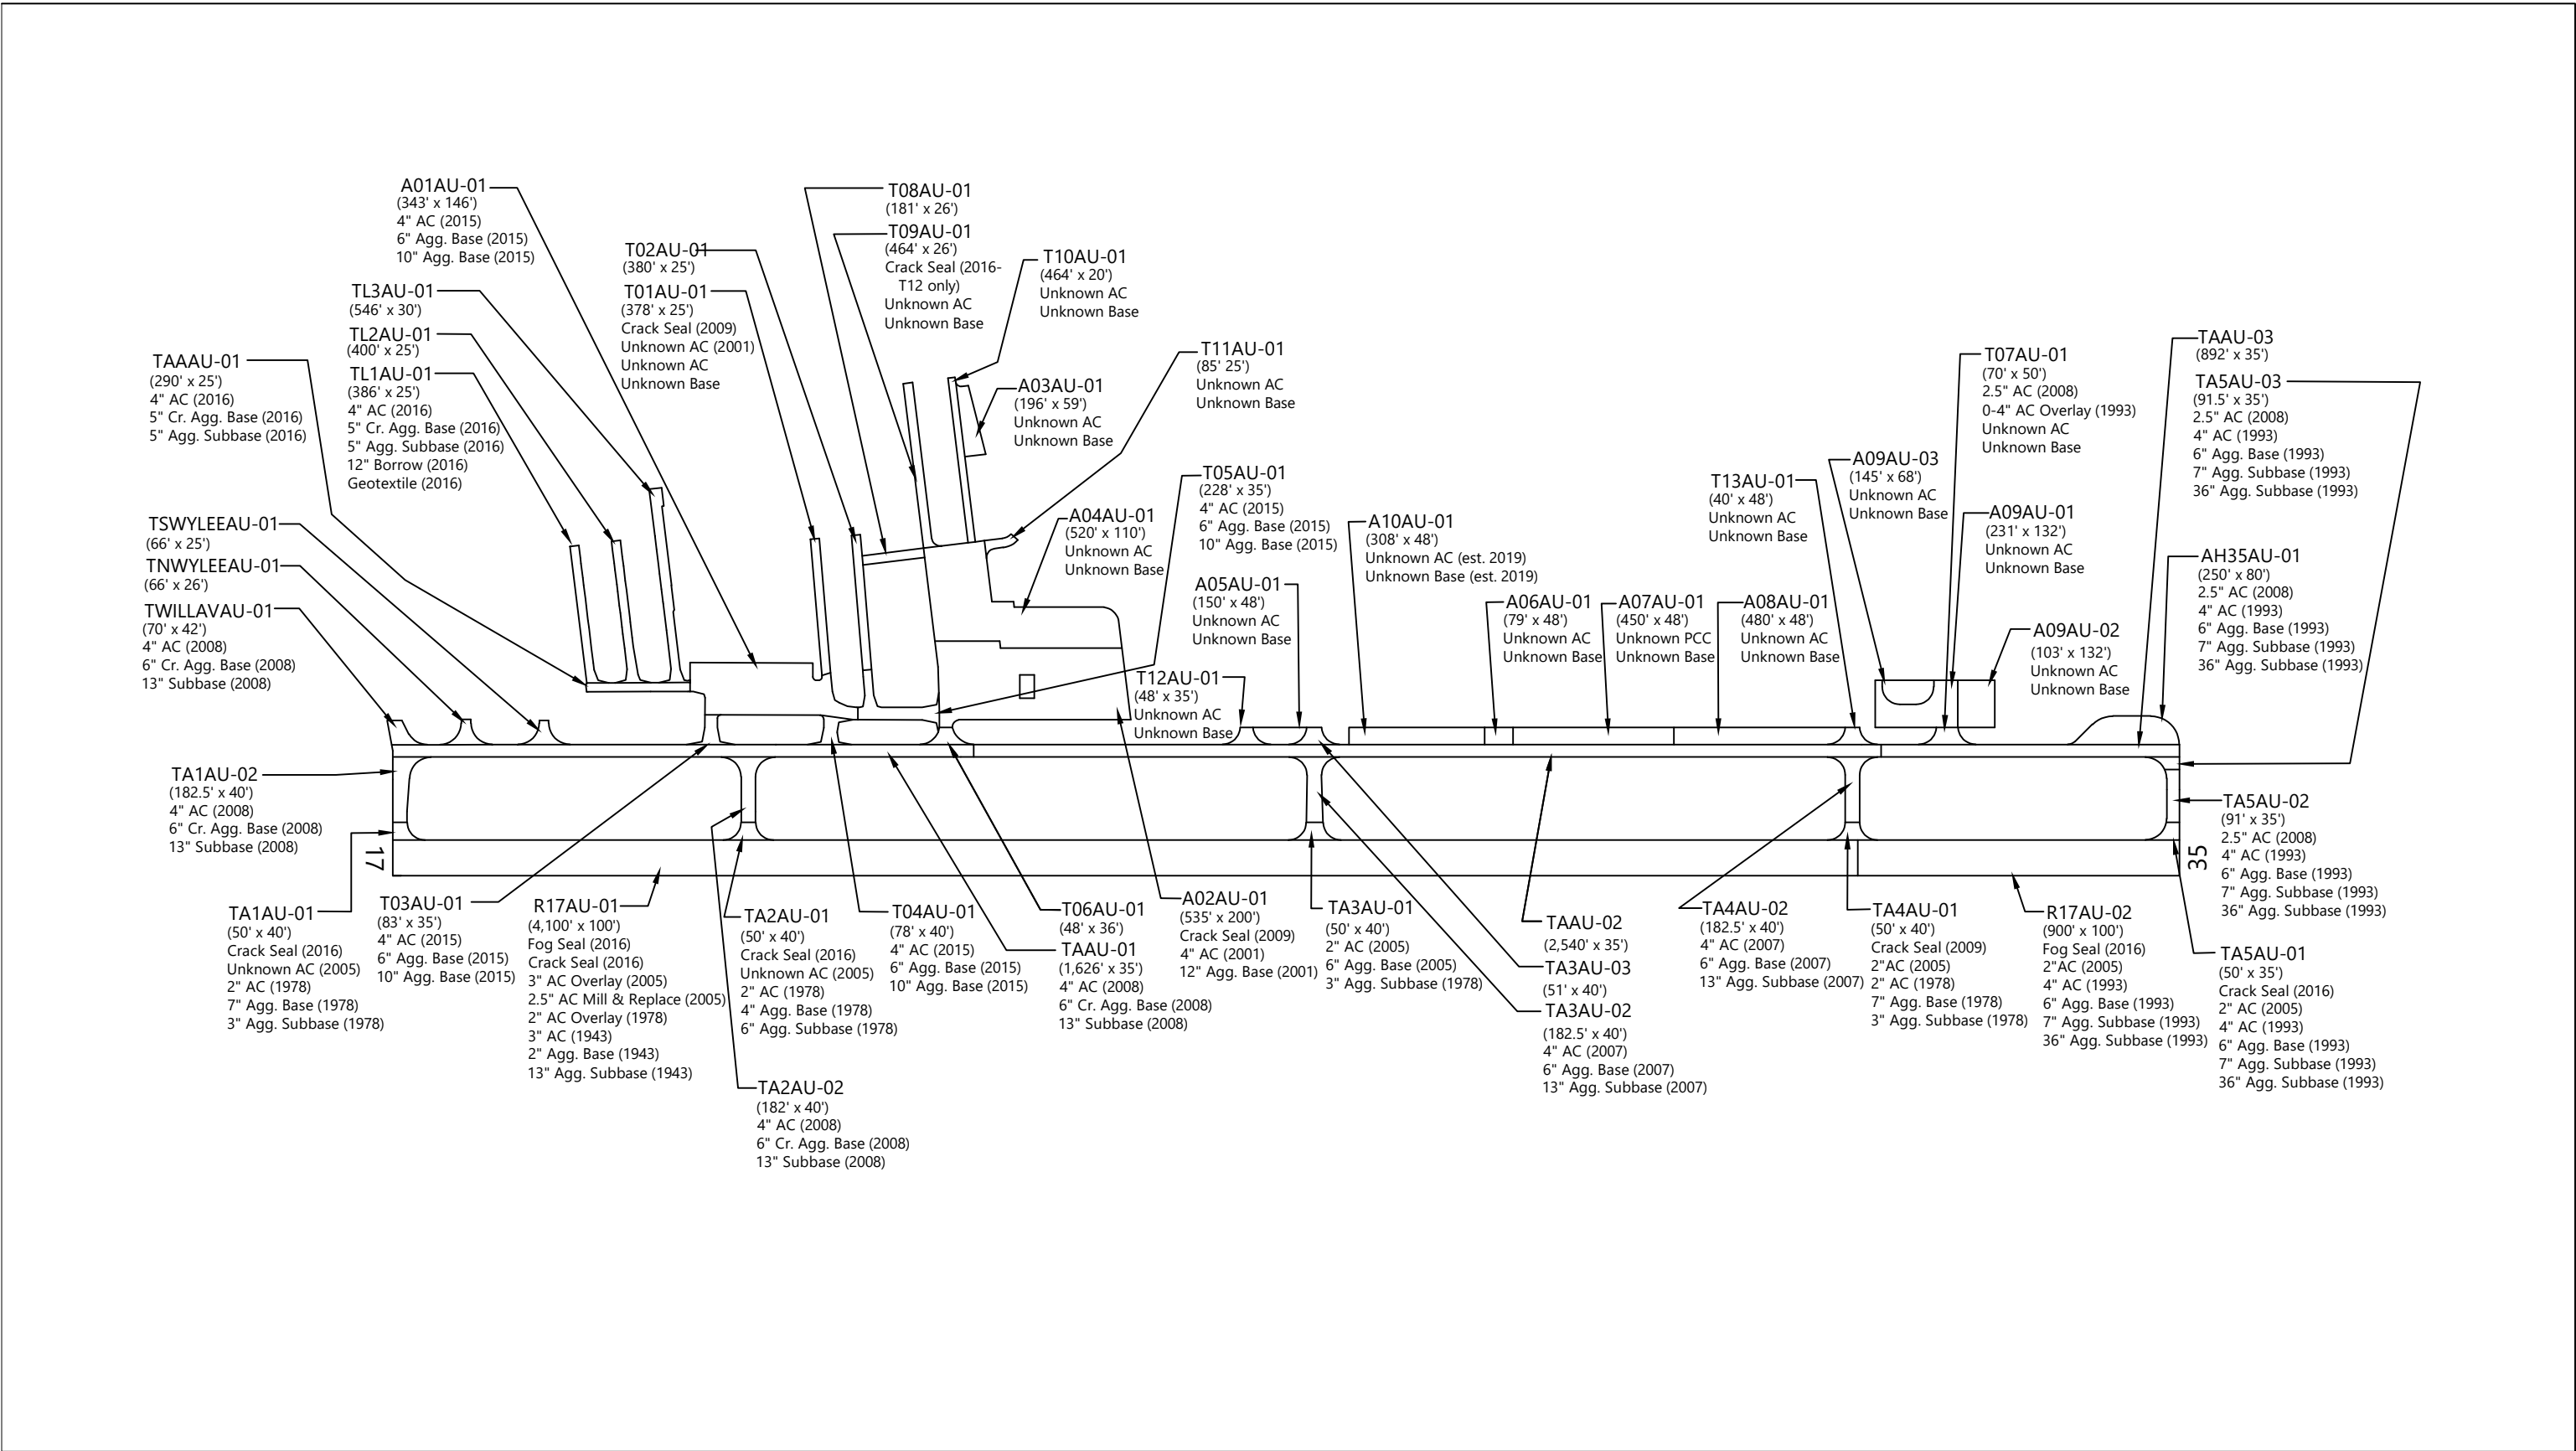 A01AU-01
(343' x 146')
4" AC (2015)
6" Agg. Base (2015)
10" Agg. Base (2015)
TL3AU-01
(546' x 30')
TL2AU-01
(400' x 25')
TL1AU-01
(386' x 25')
4" AC (2016)
5" Cr. Agg. Base (2016)
5" Agg. Subbase (2016)
12" Borrow (2016)
Geotextile (2016)
TAAAU-01
(290' x 25')
4" AC (2016)
5" Cr. Agg. Base (2016)
5" Agg. Subbase (2016)
TSWYLEEAU-01
(66' x 25')
TNWYLEEAU-01
(66' x 26')
TWILLAVAU-01
(70' x 42')
4" AC (2008)
6" Cr. Agg. Base (2008)
13" Subbase (2008)
T02AU-01
(380' x 25')
T01AU-01
(378' x 25')
Crack Seal (2009)
Unknown AC (2001)
Unknown AC
Unknown Base
T08AU-01
(181' x 26')
T09AU-01
(464' x 26')
Crack Seal (2016-
T12 only)
Unknown AC
Unknown Base
T10AU-01
(464' x 20')
Unknown AC
Unknown Base
A03AU-01
(196' x 59')
Unknown AC
Unknown Base
T11AU-01
(85' 25')
Unknown AC
Unknown Base
T05AU-01
(228' x 35')
4" AC (2015)
6" Agg. Base (2015)
10" Agg. Base (2015)
A04AU-01
(520' x 110')
Unknown AC
Unknown Base
A05AU-01
(150' x 48')
Unknown AC
Unknown Base
T12AU-01
(48' x 35')
Unknown AC
Unknown Base
A10AU-01
(308' x 48')
Unknown AC (est. 2019)
Unknown Base (est. 2019)
A06AU-01
(79' x 48')
Unknown AC
Unknown Base
A07AU-01
(450' x 48')
Unknown PCC
Unknown Base
A08AU-01
(480' x 48')
Unknown AC
Unknown Base
T13AU-01
(40' x 48')
Unknown AC
Unknown Base
A09AU-03
(145' x 68')
Unknown AC
Unknown Base
T07AU-01
(70' x 50')
2.5" AC (2008)
0-4" AC Overlay (1993)
Unknown AC
Unknown Base
A09AU-01
(231' x 132')
Unknown AC
Unknown Base
A09AU-02
(103' x 132')
Unknown AC
Unknown Base
TAAU-03
(892' x 35')
TA5AU-03
(91.5' x 35')
2.5" AC (2008)
4" AC (1993)
6" Agg. Base (1993)
7" Agg. Subbase (1993)
36" Agg. Subbase (1993)
AH35AU-01
(250' x 80')
2.5" AC (2008)
4" AC (1993)
6" Agg. Base (1993)
7" Agg. Subbase (1993)
36" Agg. Subbase (1993)
TA1AU-02
(182.5' x 40')
4" AC (2008)
6" Cr. Agg. Base (2008)
13" Subbase (2008)
17
35
TA5AU-02
(91' x 35')
2.5" AC (2008)
4" AC (1993)
6" Agg. Base (1993)
7" Agg. Subbase (1993)
36" Agg. Subbase (1993)
TA1AU-01
(50' x 40')
Crack Seal (2016)
Unknown AC (2005)
2" AC (1978)
7" Agg. Base (1978)
3" Agg. Subbase (1978)
T03AU-01
(83' x 35')
4" AC (2015)
6" Agg. Base (2015)
10" Agg. Base (2015)
R17AU-01
(4,100' x 100')
Fog Seal (2016)
Crack Seal (2016)
3" AC Overlay (2005)
2.5" AC Mill & Replace (2005)
2" AC Overlay (1978)
3" AC (1943)
2" Agg. Base (1943)
13" Agg. Subbase (1943)
TA2AU-01
(50' x 40')
Crack Seal (2016)
Unknown AC (2005)
2" AC (1978)
4" Agg. Base (1978)
6" Agg. Subbase (1978)
TA2AU-02
(182' x 40')
4" AC (2008)
6" Cr. Agg. Base (2008)
13" Subbase (2008)
T04AU-01
(78' x 40')
4" AC (2015)
6" Agg. Base (2015)
10" Agg. Base (2015)
T06AU-01
(48' x 36')
TAAU-01
(1,626' x 35')
4" AC (2008)
6" Cr. Agg. Base (2008)
13" Subbase (2008)
A02AU-01
(535' x 200')
Crack Seal (2009)
4" AC (2001)
12" Agg. Base (2001)
TA3AU-01
(50' x 40')
2" AC (2005)
6" Agg. Base (2005)
3" Agg. Subbase (1978)
TAAU-02
(2,540' x 35')
TA3AU-03
(51' x 40')
TA3AU-02
(182.5' x 40')
4" AC (2007)
6" Agg. Base (2007)
13" Agg. Subbase (2007)
TA4AU-02
(182.5' x 40')
4" AC (2007)
6" Agg. Base (2007)
13" Agg. Subbase (2007)
TA4AU-01
(50' x 40')
Crack Seal (2009)
2"AC (2005)
2" AC (1978)
7" Agg. Base (1978)
3" Agg. Subbase (1978)
R17AU-02
(900' x 100')
Fog Seal (2016)
2"AC (2005)
4" AC (1993)
6" Agg. Base (1993)
7" Agg. Subbase (1993)
36" Agg. Subbase (1993)
TA5AU-01
(50' x 35')
Crack Seal (2016)
2" AC (2005)
4" AC (1993)
6" Agg. Base (1993)
7" Agg. Subbase (1993)
36" Agg. Subbase (1993)